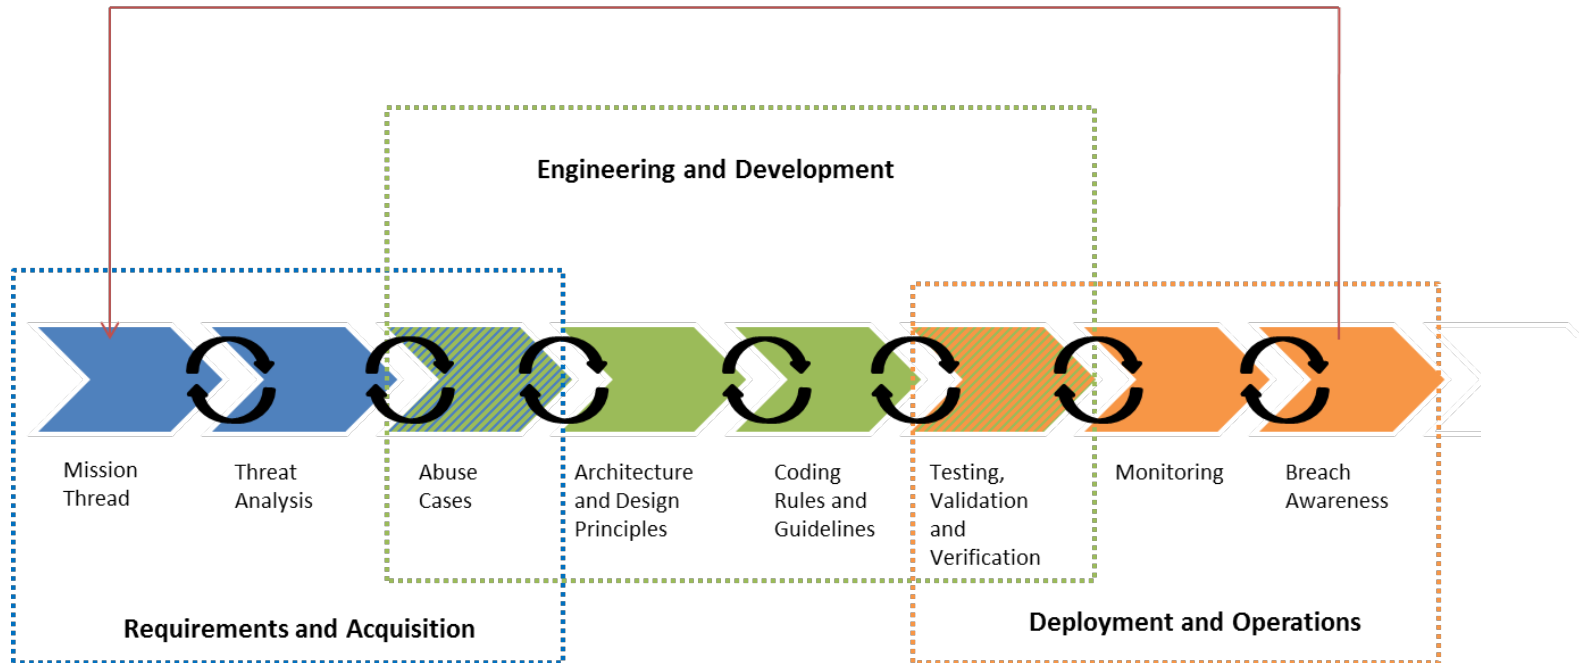 Engineering and Development
Mission
Thread
Threat
Analysis
Abuse
Cases
Architecture
and Design
Principles
Coding
Rules and
Guidelines
Testing,
Validation
and
Verification
Monitoring
Breach
Awareness
Requirements and Acquisition
Deployment and Operations